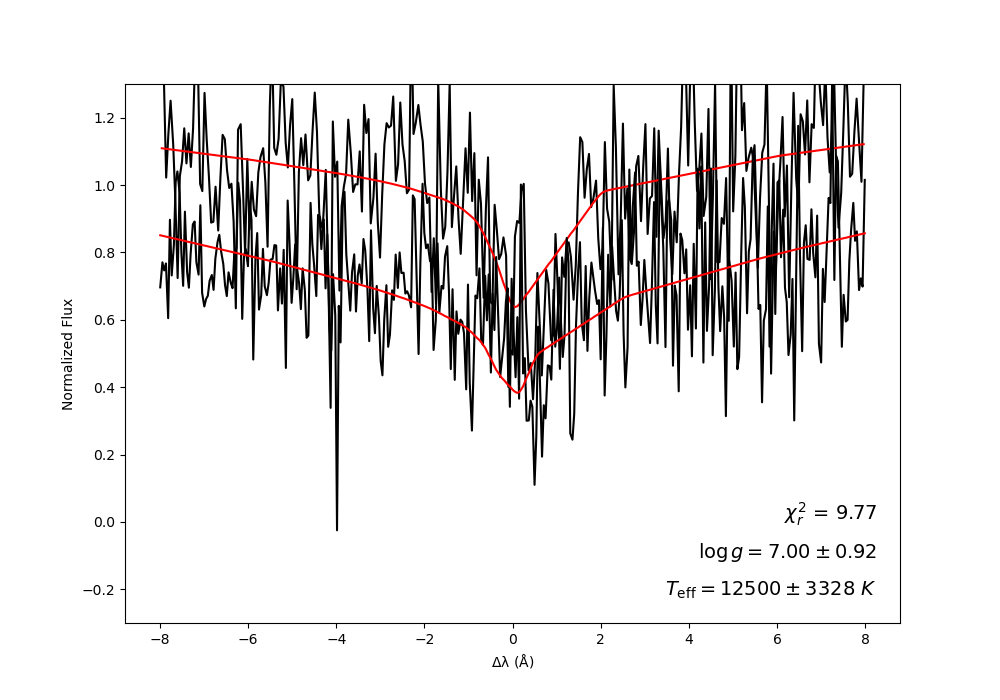 1.2
1.0
0.8
0.6
0.4
0.2
0.0
−0.2
Normalized Flux
χ²ᵣ = 9.77
log g = 7.00 ± 0.92
T_eff = 12500 ± 3328 K
−8 −6 −4 −2 0 2 4 6 8
Δλ (Å)